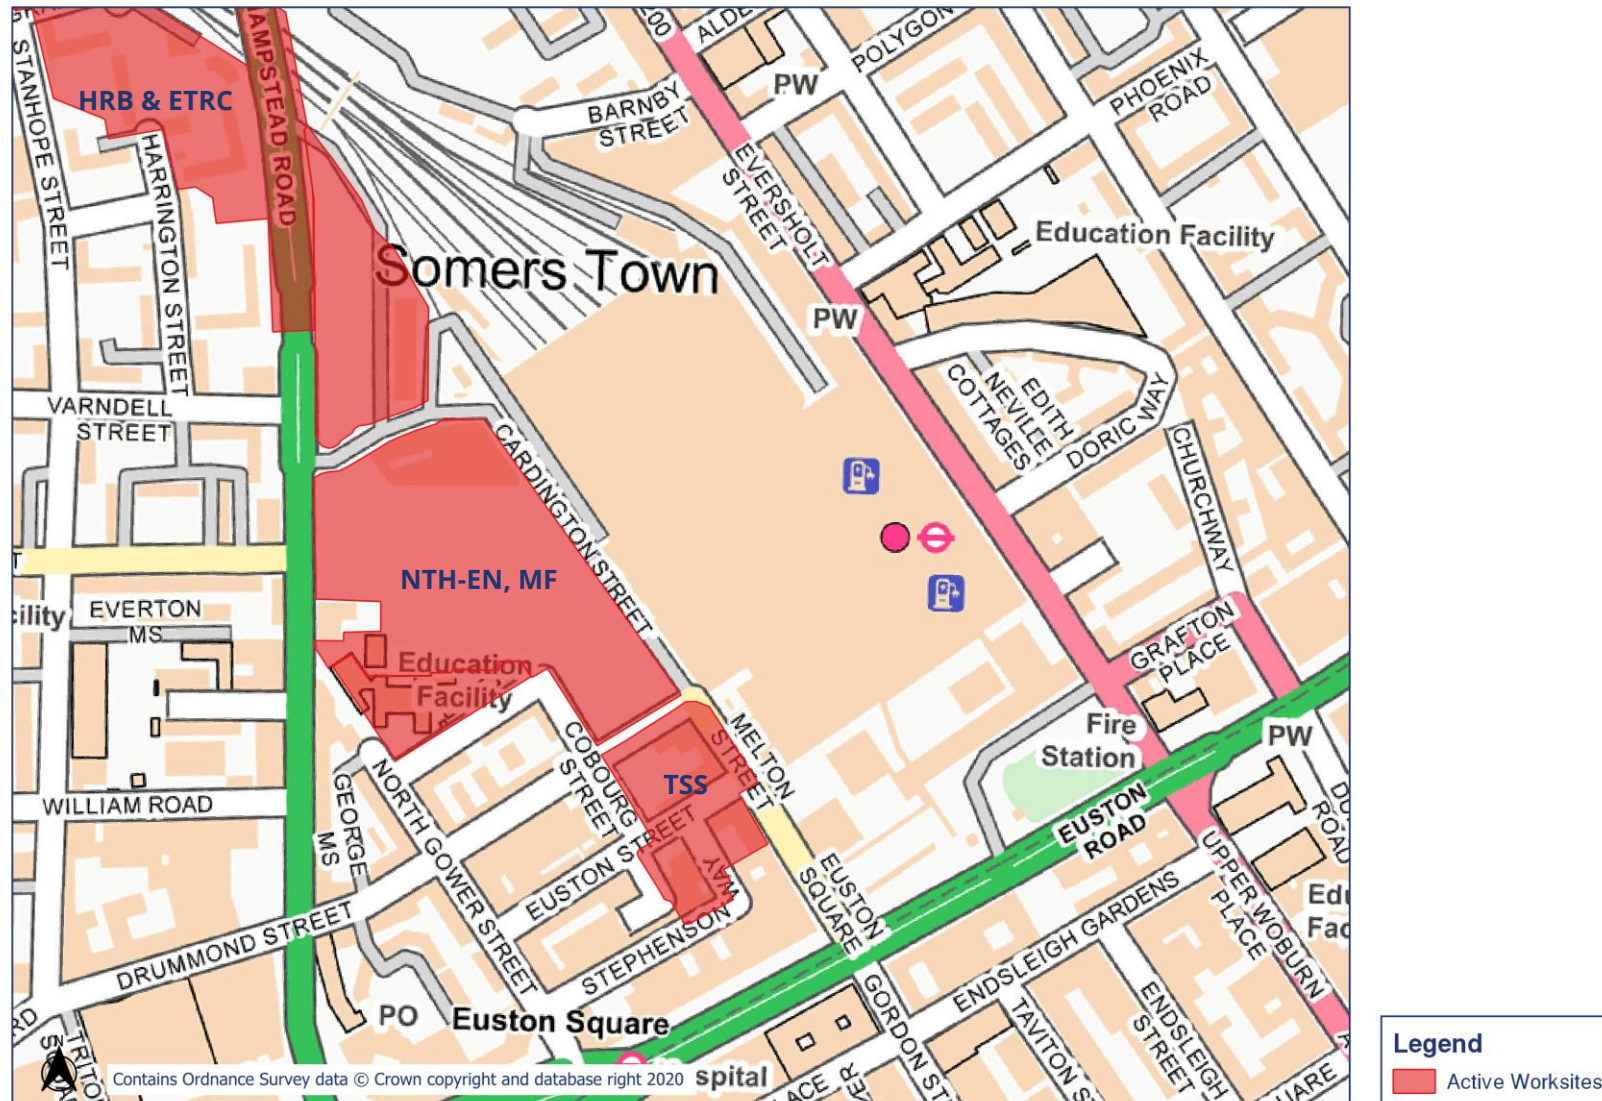 HRB & ETRC
STANHOPE STREET
HARRINGTON STREET
HAMPSTEAD ROAD
BARNBY
STREET
PW
POLYGON
PHOENIX
ROAD
EVERSHOLT
STREET
Education Facility
Somers Town
PW
VARNDELL
STREET
CARDINGTON STREET
EDITH
NEVILLE
COTTAGES
DORIC WAY
CHURCHWAY
NTH-EN, MF
EVERTON
MS
Education
Facility
GRAFTON
PLACE
Fire
Station
PW
COBOURG
STREET
MELTON
STREET
TSS
WILLIAM ROAD
GEORGE
MS
NORTH GOWER STREET
EUSTON STREET
STEPHENSON
WAY
EUSTON
SQUARE
EUSTON
ROAD
UPPER WOBURN
PLACE
DRUMMOND STREET
ENDSLEIGH GARDENS
PO
Euston Square
GORDON ST
TAVITON S
ENDSLEIGH
STREET
Contains Ordnance Survey data © Crown copyright and database right 2020
spital
Legend
Active Worksites